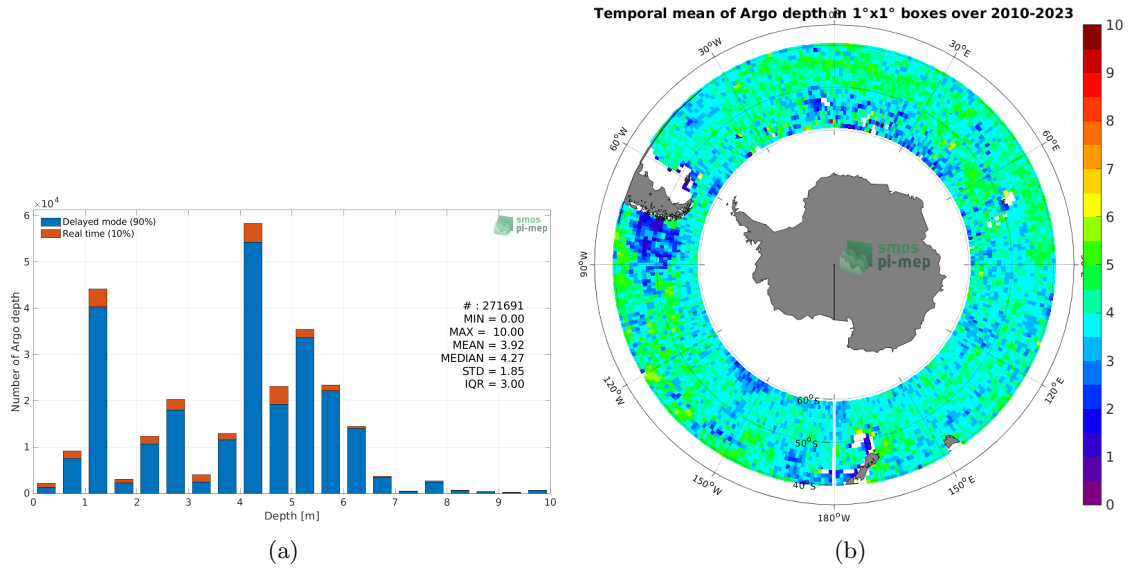 ×10⁴
6
5
4
3
2
1
0
Number of Argo depth
Delayed mode (90%)
Real time (10%)
smos
pi-mep
# : 271691
MIN = 0.00
MAX = 10.00
MEAN = 3.92
MEDIAN = 4.27
STD = 1.85
IQR = 3.00
0 1 2 3 4 5 6 7 8 9 10
Depth [m]
(a)
Temporal mean of Argo depth in 1°x1° boxes over 2010-2023
30°W
30°E
60°W
60°E
90°W
120°W
120°E
150°W
150°E
180°W
60°S
50°S
40°S
smos
pi-mep
10
9
8
7
6
5
4
3
2
1
0
(b)